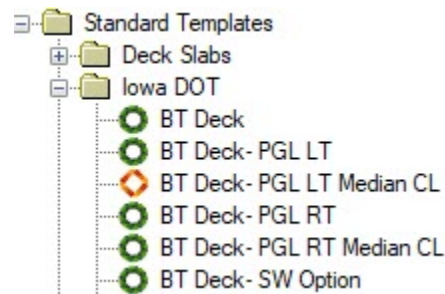 Standard Templates
Deck Slabs
Iowa DOT
BT Deck
BT Deck- PGL LT
BT Deck- PGL LT Median CL
BT Deck- PGL RT
BT Deck- PGL RT Median CL
BT Deck- SW Option